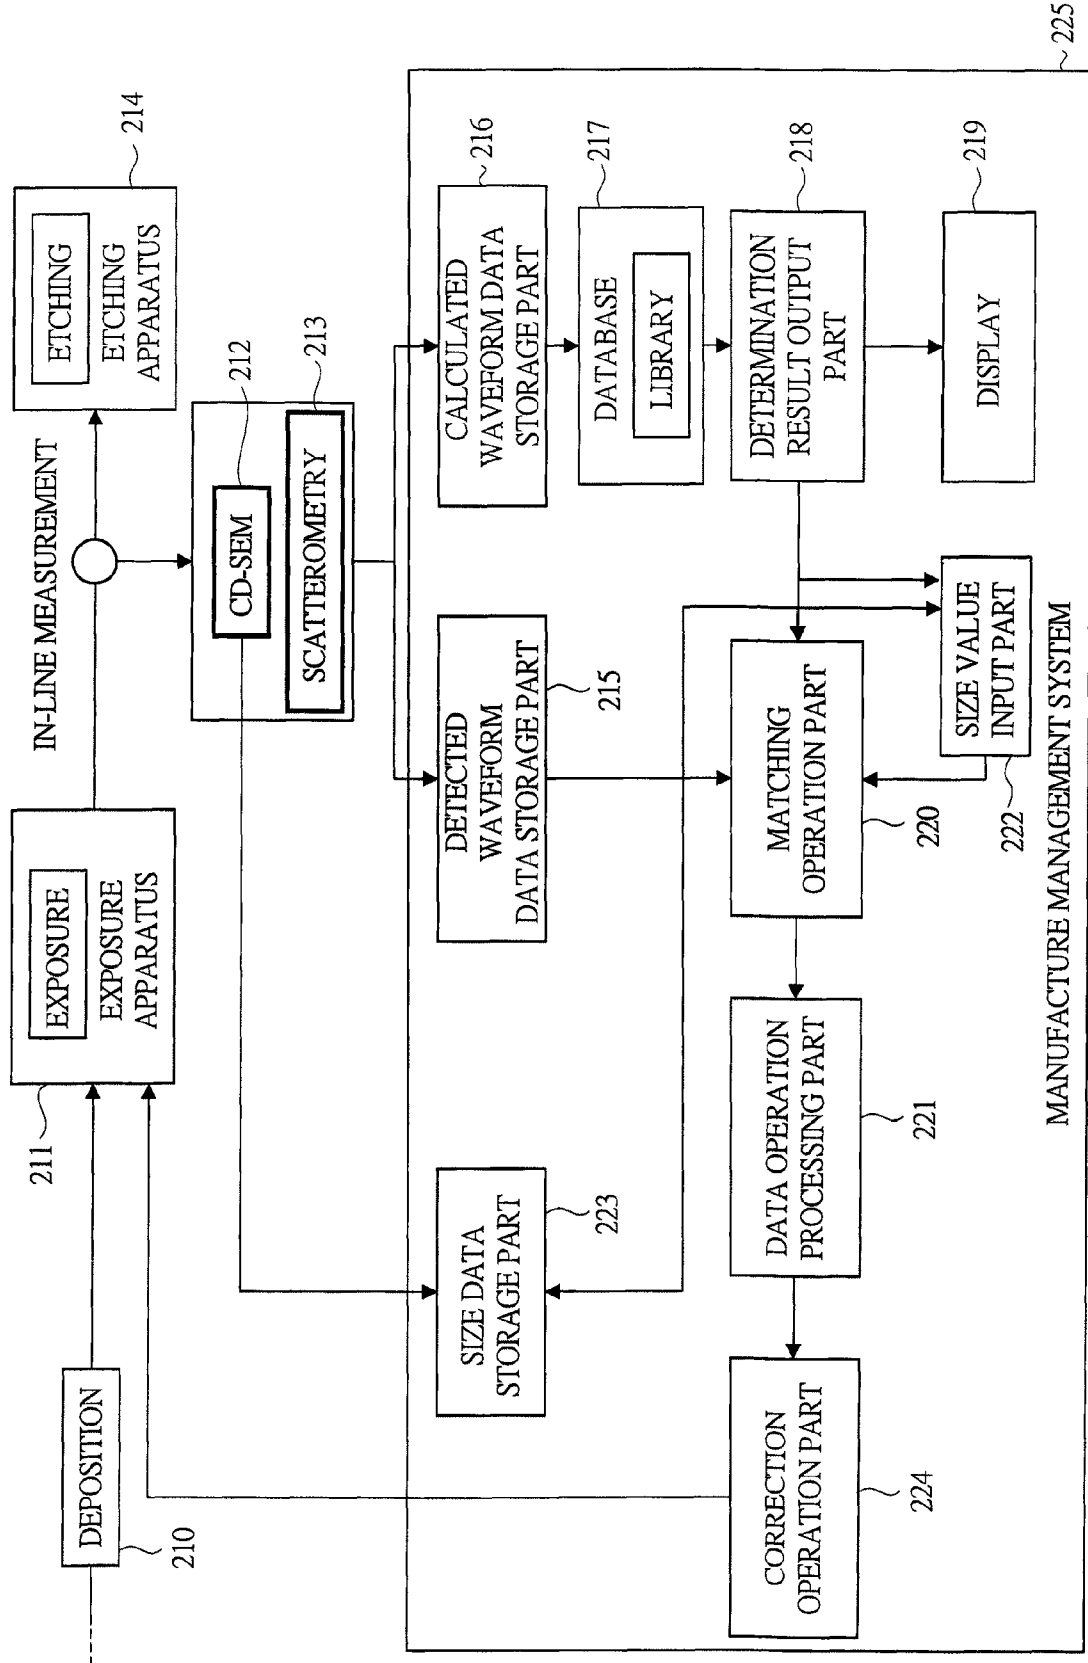 DEPOSITION
210
EXPOSURE
EXPOSURE
APPARATUS
211
IN-LINE MEASUREMENT
ETCHING
ETCHING
APPARATUS
214
CD-SEM
212
SCATTEROMETRY
213
SIZE DATA
STORAGE PART
223
DETECTED
WAVEFORM
DATA STORAGE PART
215
CALCULATED
WAVEFORM DATA
STORAGE PART
216
DATABASE
LIBRARY
217
CORRECTION
OPERATION PART
224
DATA OPERATION
PROCESSING PART
221
MATCHING
OPERATION PART
220
DETERMINATION
RESULT OUTPUT
PART
218
SIZE VALUE
INPUT PART
222
DISPLAY
219
MANUFACTURE MANAGEMENT SYSTEM
225